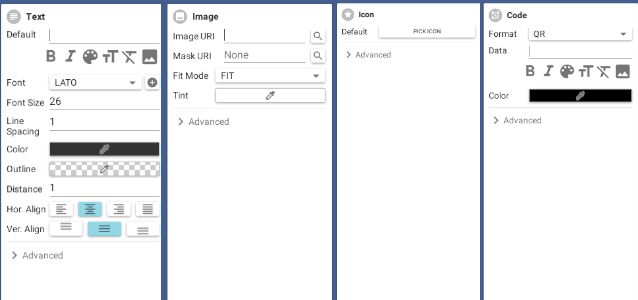 Text
Default
B I
Font LATO
Font Size 26
Line Spacing 1
Color
Outline
Distance 1
Hor. Align
Ver. Align
Advanced
Image
Image URI
Mask URI None
Fit Mode FIT
Tint
Advanced
Icon
Default PICK ICON
Advanced
Code
Format QR
Data
B I
Color
Advanced